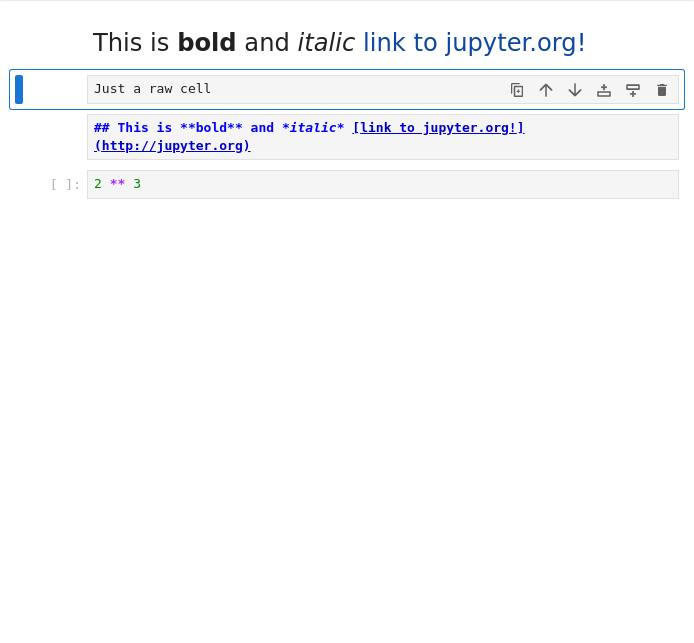 This is bold and italic link to jupyter.org!
Just a raw cell
## This is **bold** and *italic* [link to jupyter.org!]
(http://jupyter.org)
[ ]: 2 ** 3